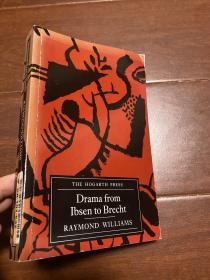 THE HOGARTH PRESS
Drama from
Ibsen to Brecht
RAYMOND WILLIAMS